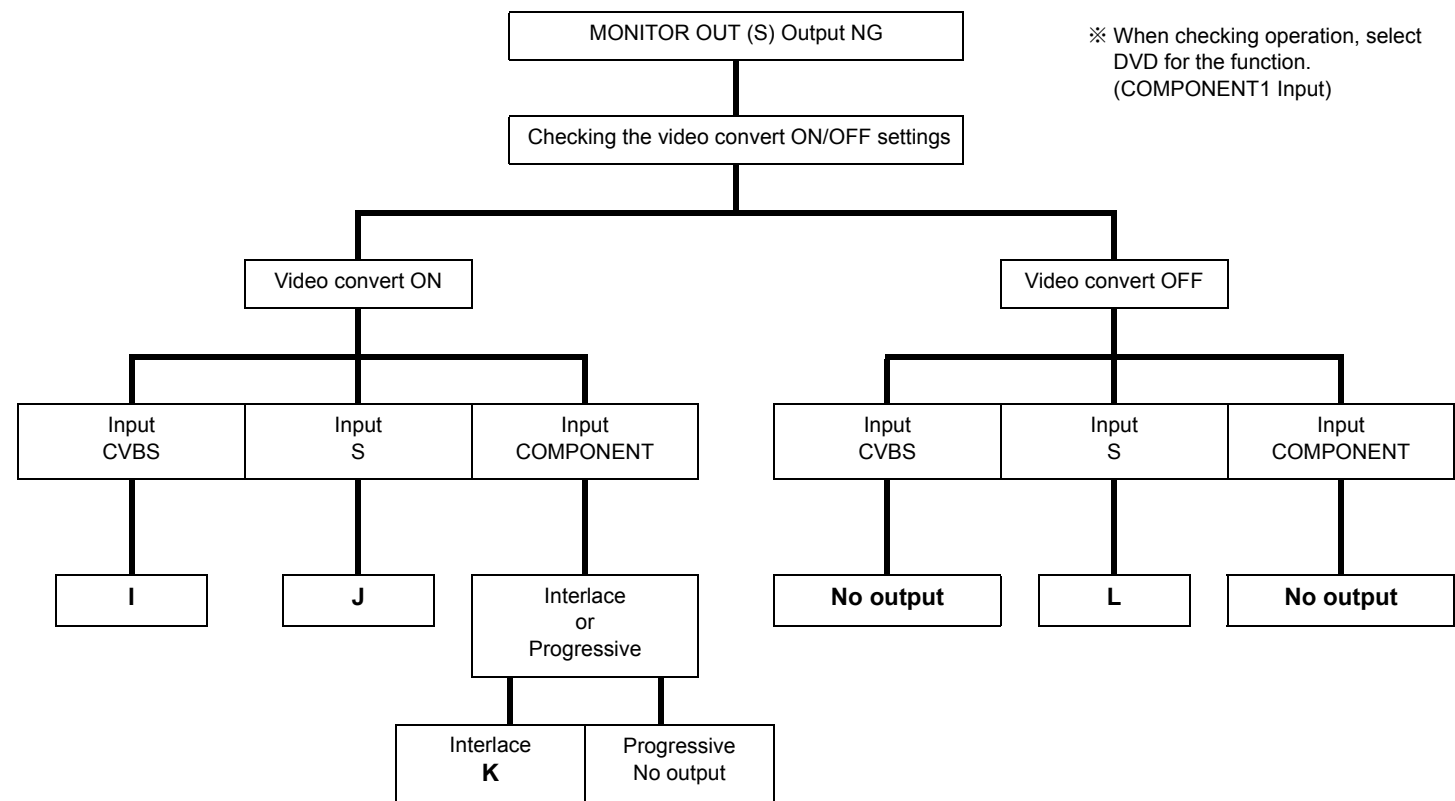 MONITOR OUT (S) Output NG
※ When checking operation, select
DVD for the function.
(COMPONENT1 Input)
Checking the video convert ON/OFF settings
Video convert ON
Video convert OFF
Input
CVBS
Input
S
Input
COMPONENT
Input
CVBS
Input
S
Input
COMPONENT
I
J
Interlace
or
Progressive
No output
L
No output
Interlace
K
Progressive
No output